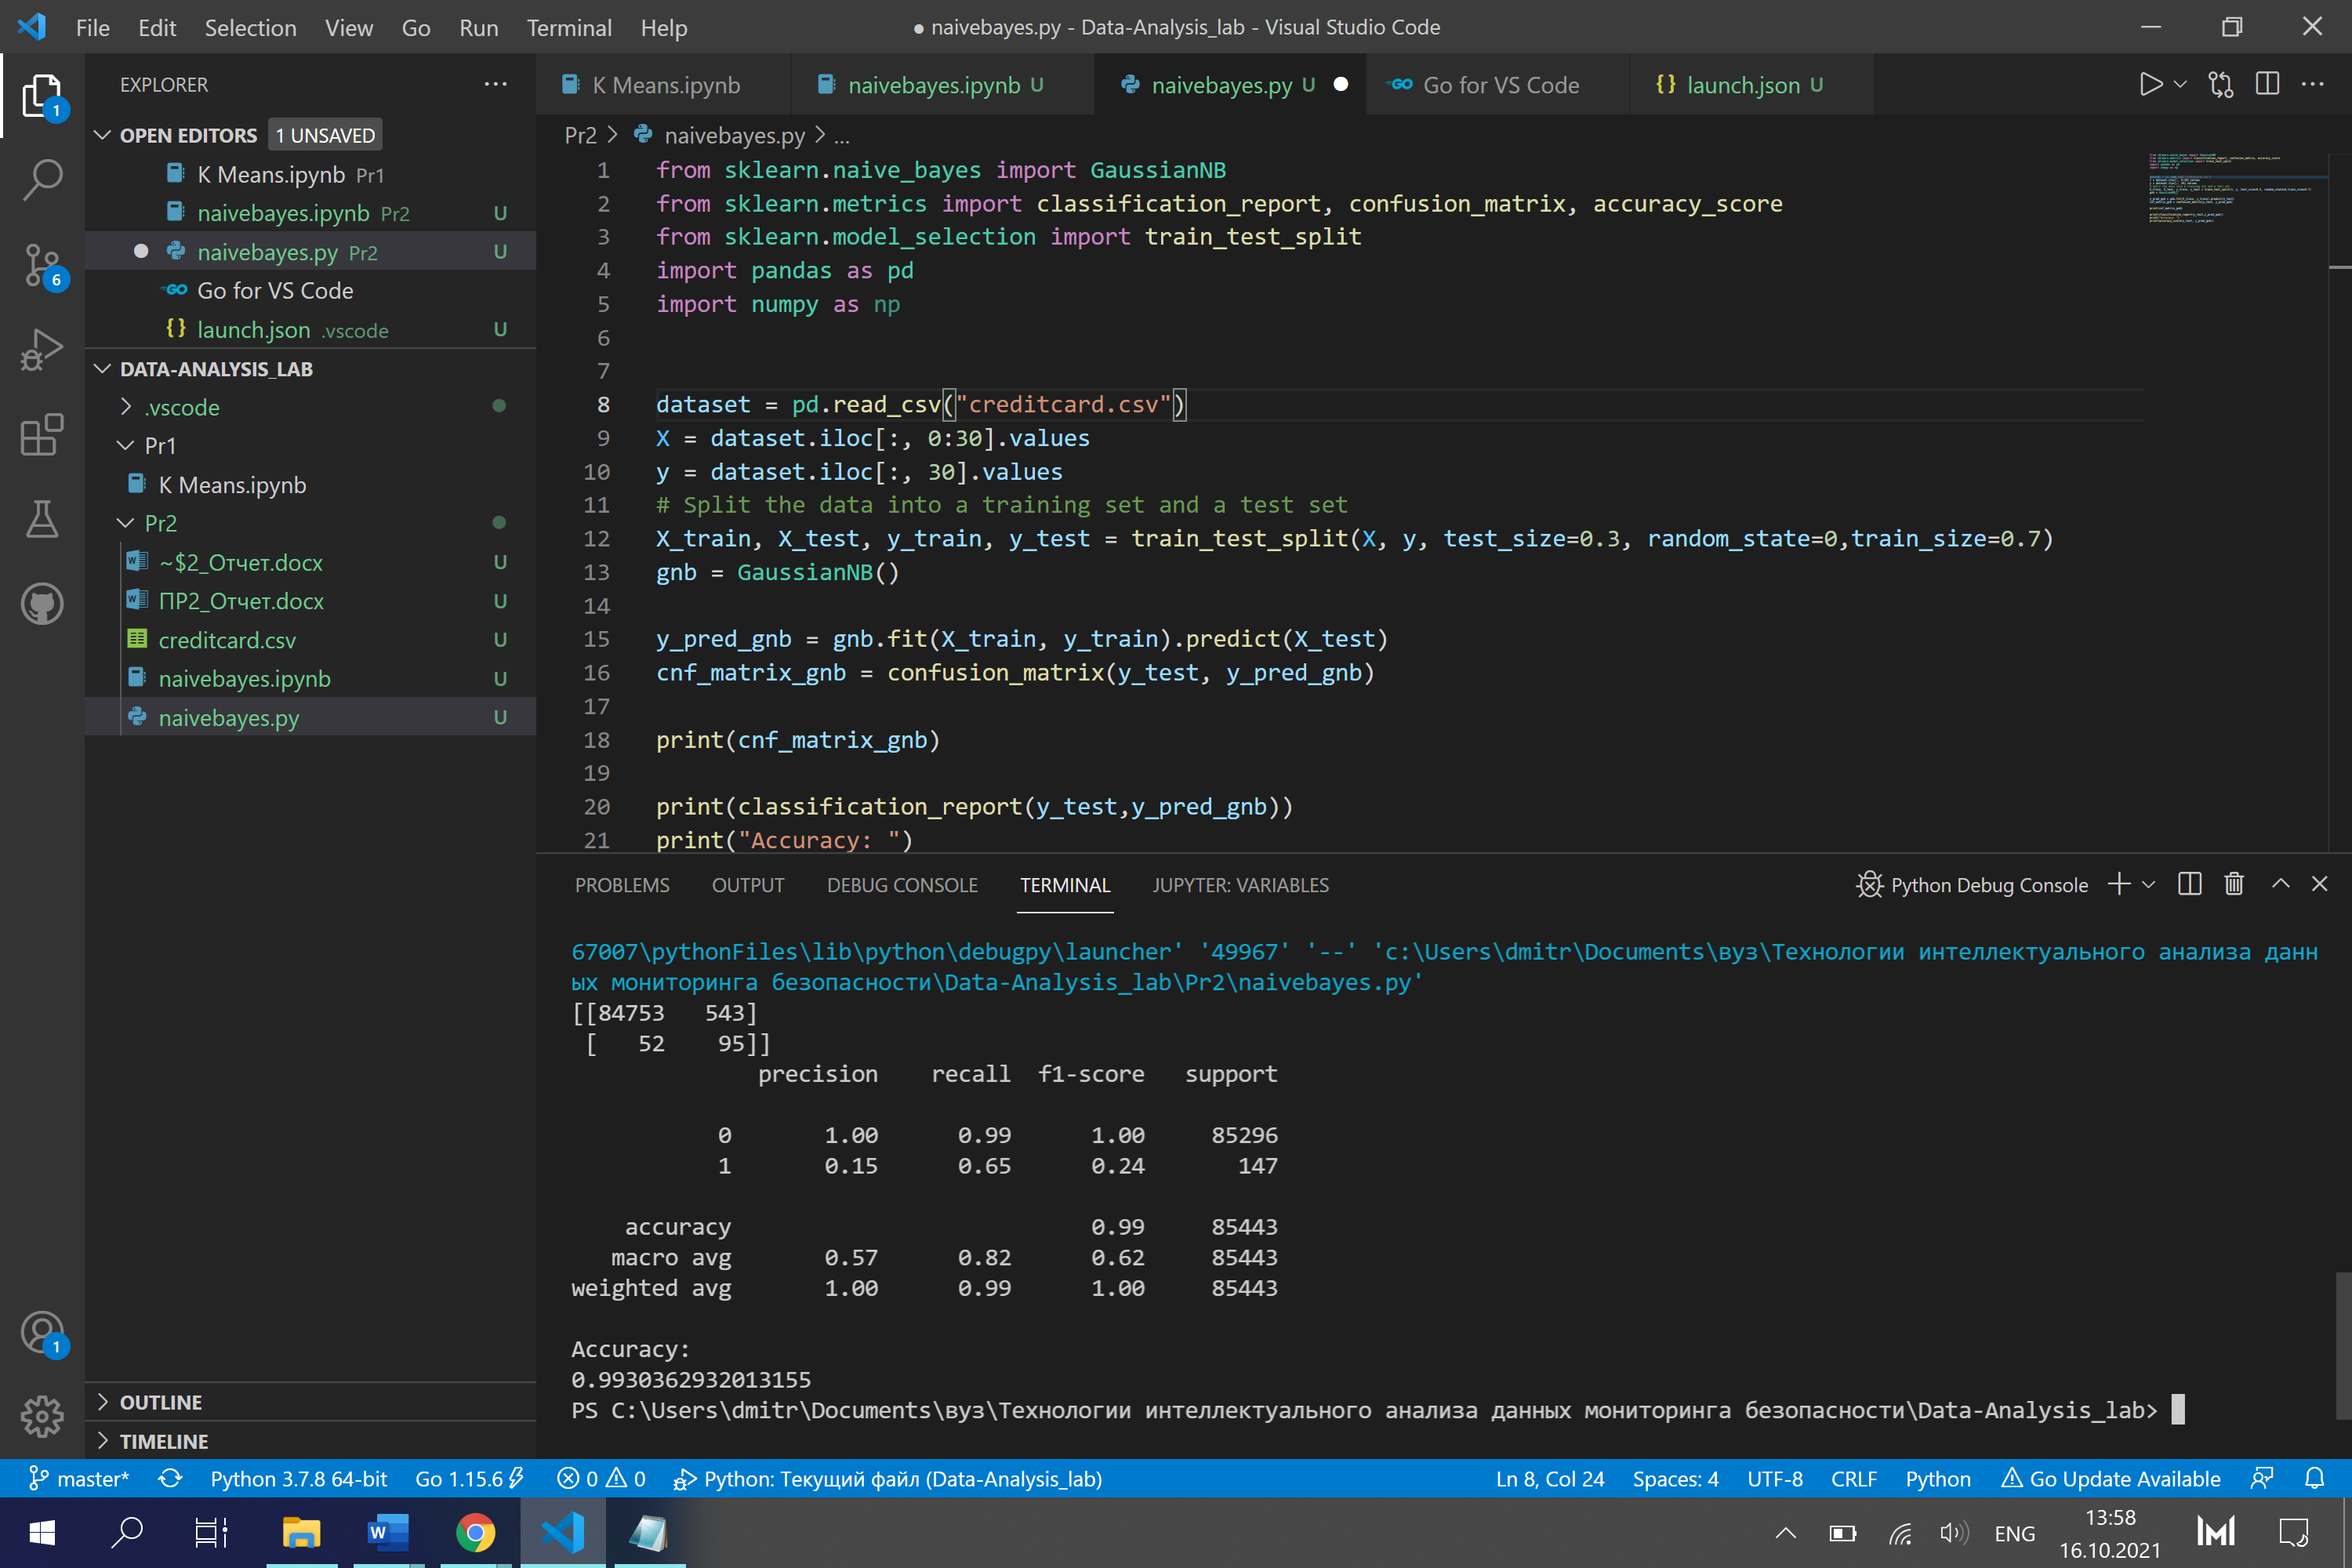 File Edit Selection View Go Run Terminal Help
● naivebayes.py - Data-Analysis_lab - Visual Studio Code
EXPLORER
OPEN EDITORS 1 UNSAVED
K Means.ipynb Pr1
naivebayes.ipynb Pr2 U
naivebayes.py Pr2 U
Go for VS Code
launch.json .vscode U
DATA-ANALYSIS_LAB
.vscode
Pr1
K Means.ipynb
Pr2
~$2_Отчет.docx U
ПР2_Отчет.docx U
creditcard.csv U
naivebayes.ipynb U
naivebayes.py U
OUTLINE
TIMELINE
1
6
1
K Means.ipynb naivebayes.ipynb U naivebayes.py U Go for VS Code launch.json U
Pr2 > naivebayes.py > ...
1 from sklearn.naive_bayes import GaussianNB
2 from sklearn.metrics import classification_report, confusion_matrix, accuracy_score
3 from sklearn.model_selection import train_test_split
4 import pandas as pd
5 import numpy as np
6
7
8 dataset = pd.read_csv("creditcard.csv")
9 X = dataset.iloc[:, 0:30].values
10 y = dataset.iloc[:, 30].values
11 # Split the data into a training set and a test set
12 X_train, X_test, y_train, y_test = train_test_split(X, y, test_size=0.3, random_state=0,train_size=0.7)
13 gnb = GaussianNB()
14
15 y_pred_gnb = gnb.fit(X_train, y_train).predict(X_test)
16 cnf_matrix_gnb = confusion_matrix(y_test, y_pred_gnb)
17
18 print(cnf_matrix_gnb)
19
20 print(classification_report(y_test,y_pred_gnb))
21 print("Accuracy: ")
PROBLEMS OUTPUT DEBUG CONSOLE TERMINAL JUPYTER: VARIABLES Python Debug Console
67007\pythonFiles\lib\python\debugpy\launcher' '49967' '--' 'c:\Users\dmitr\Documents\вуз\Технологии интеллектуального анализа данн
ых мониторинга безопасности\Data-Analysis_lab\Pr2\naivebayes.py'
[[84753   543]
 [   52    95]]
precision recall f1-score support
0 1.00 0.99 1.00 85296
1 0.15 0.65 0.24 147
accuracy 0.99 85443
macro avg 0.57 0.82 0.62 85443
weighted avg 1.00 0.99 1.00 85443
Accuracy:
0.9930362932013155
PS C:\Users\dmitr\Documents\вуз\Технологии интеллектуального анализа данных мониторинга безопасности\Data-Analysis_lab>
master* Python 3.7.8 64-bit Go 1.15.6 0 0 Python: Текущий файл (Data-Analysis_lab) Ln 8, Col 24 Spaces: 4 UTF-8 CRLF Python Go Update Available
ENG
13:58
16.10.2021